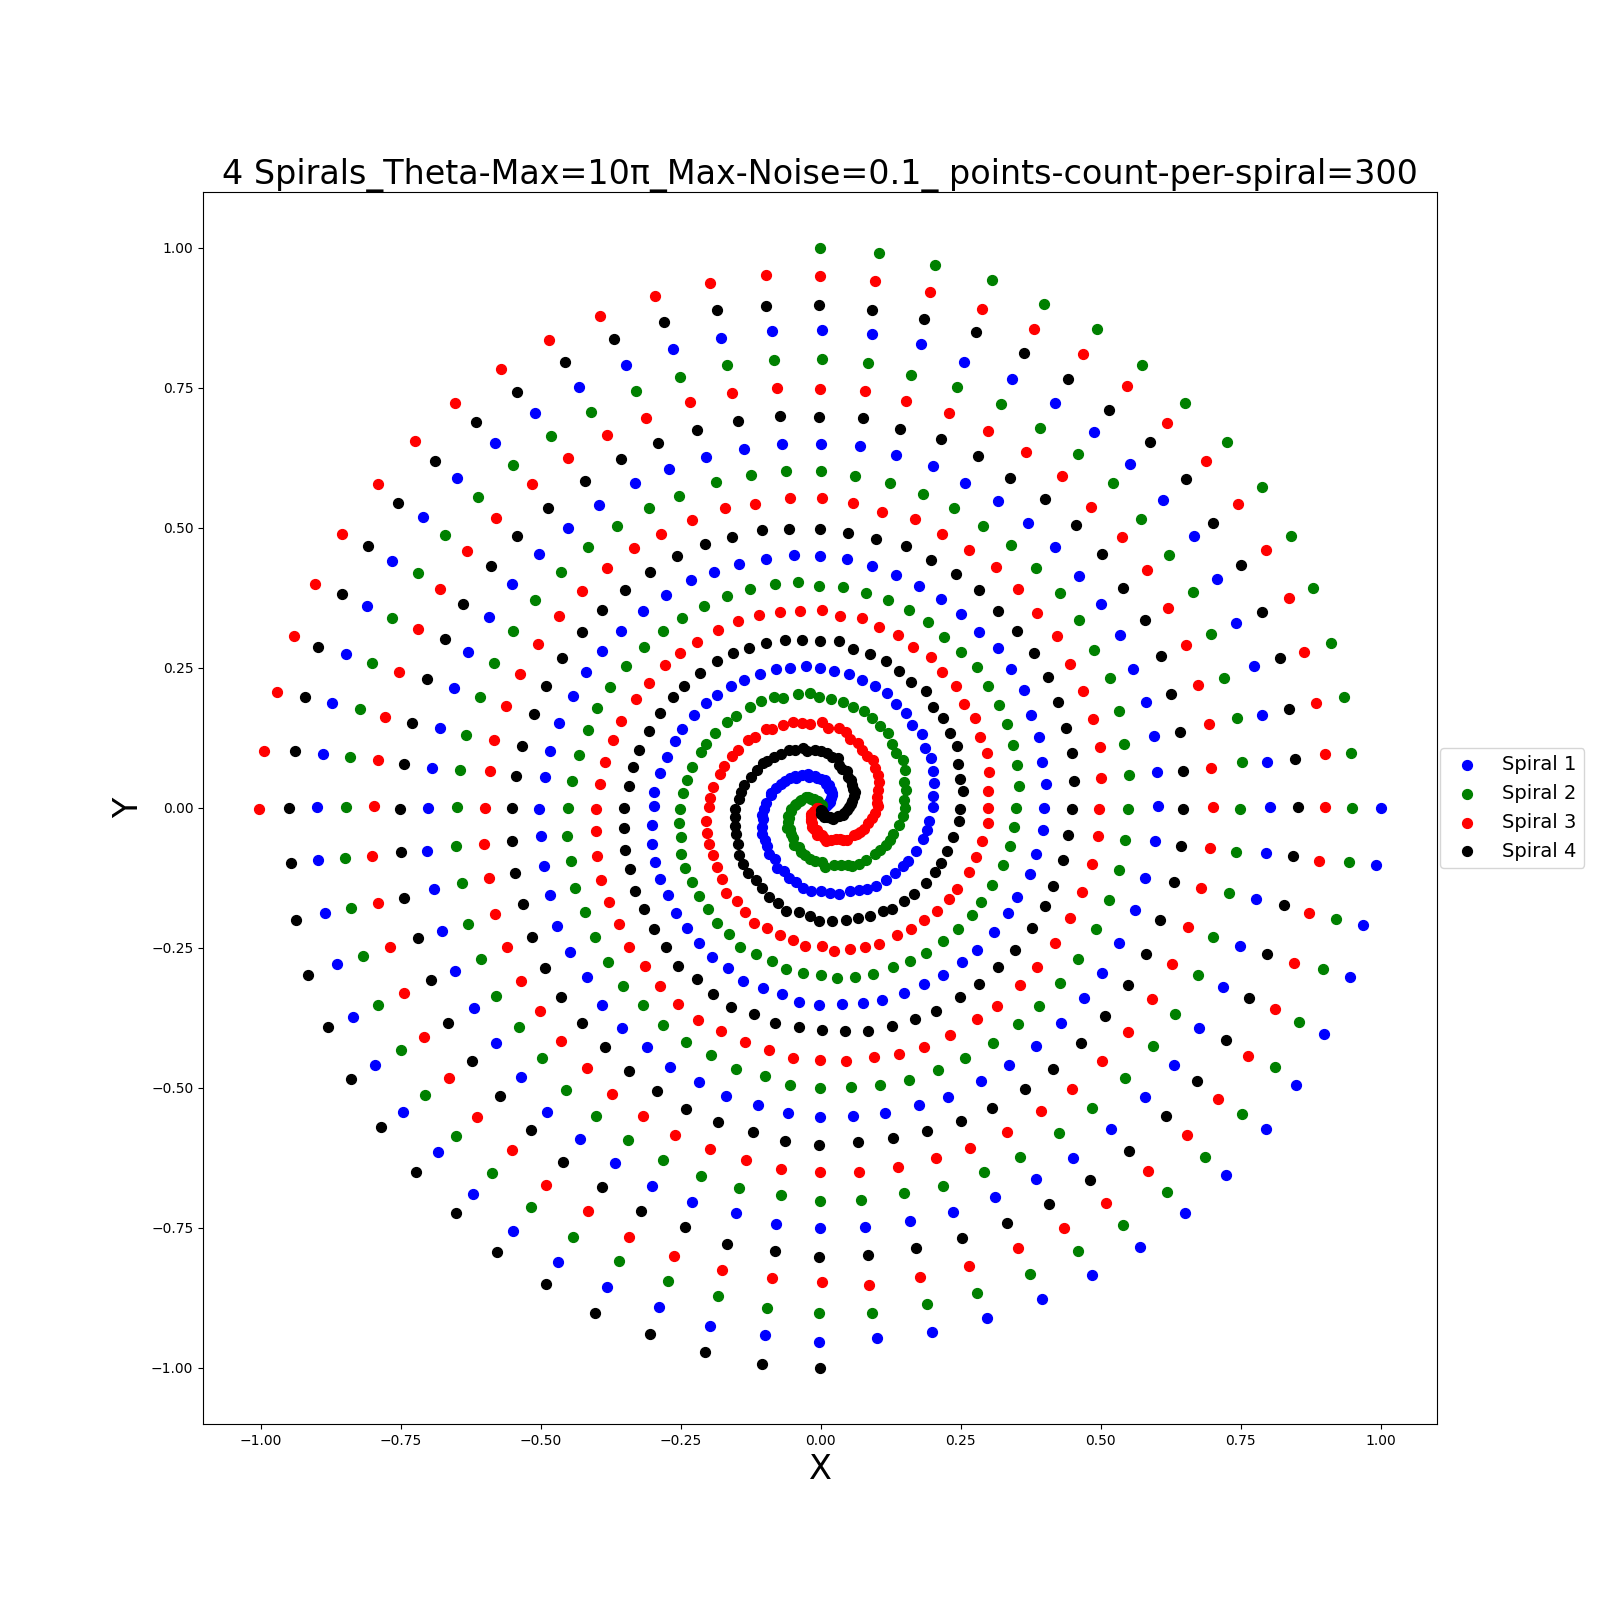 4 Spirals_Theta-Max=10π_Max-Noise=0.1_ points-count-per-spiral=300
1.00
0.75
0.50
0.25
0.00
−0.25
−0.50
−0.75
−1.00
Y
−1.00 −0.75 −0.50 −0.25 0.00 0.25 0.50 0.75 1.00
X
Spiral 1
Spiral 2
Spiral 3
Spiral 4